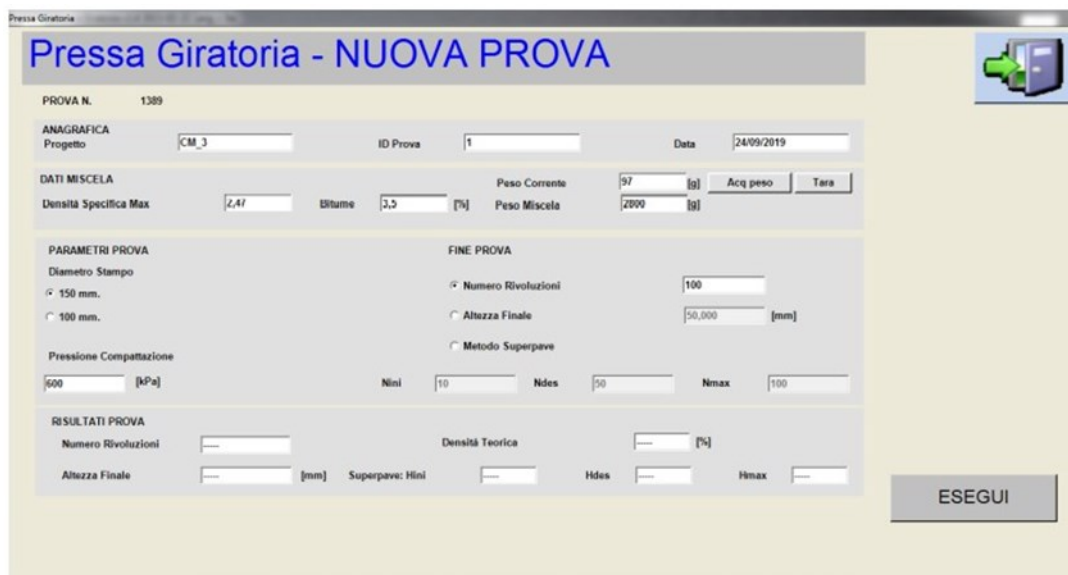 Pressa Giratoria
Pressa Giratoria - NUOVA PROVA
PROVA N. 1389
ANAGRAFICA
Progetto CM_3 ID Prova 1 Data 24/09/2019
DATI MISCELA
Peso Corrente 97 [g] Acq peso Tara
Densitá Specifica Max 2,47 Bitume 3,5 [%] Peso Miscela 2800 [g]
PARAMETRI PROVA FINE PROVA
Diametro Stampo
150 mm. Numero Rivoluzioni 100
100 mm. Altezza Finale 50,000 [mm]
Metodo Superpave
Pressione Compattazione
600 [kPa] Nini 10 Ndes 50 Nmax 100
RISULTATI PROVA
Numero Rivoluzioni ---- Densitá Teorica ---- [%]
Altezza Finale ---- [mm] Superpave: Hini ---- Hdes ---- Hmax ----
ESEGUI